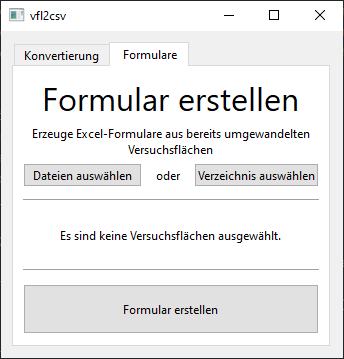 vfl2csv
Konvertierung Formulare
Formular erstellen
Erzeuge Excel-Formulare aus bereits umgewandelten
Versuchsflächen
Dateien auswählen oder Verzeichnis auswählen
Es sind keine Versuchsflächen ausgewählt.
Formular erstellen